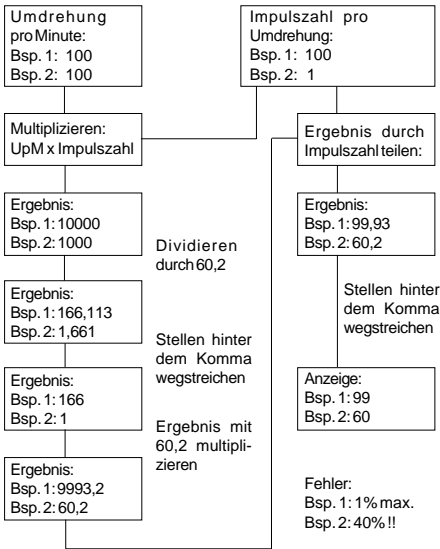 Umdrehung
pro Minute:
Bsp. 1: 100
Bsp. 2: 100
Impulszahl pro
Umdrehung:
Bsp. 1: 100
Bsp. 2: 1
Multiplizieren:
UpM x Impulszahl
Ergebnis durch
Impulszahl teilen:
Ergebnis:
Bsp. 1: 10000
Bsp. 2: 1000
Dividieren
durch 60,2
Ergebnis:
Bsp. 1: 166,113
Bsp. 2: 1,661
Stellen hinter
dem Komma
wegstreichen
Ergebnis:
Bsp. 1: 166
Bsp. 2: 1
Ergebnis mit
60,2 multipli-
zieren
Ergebnis:
Bsp. 1: 9993,2
Bsp. 2: 60,2
Ergebnis:
Bsp. 1: 99,93
Bsp. 2: 60,2
Stellen hinter
dem Komma
wegstreichen
Anzeige:
Bsp. 1: 99
Bsp. 2: 60
Fehler:
Bsp. 1: 1% max.
Bsp. 2: 40% !!